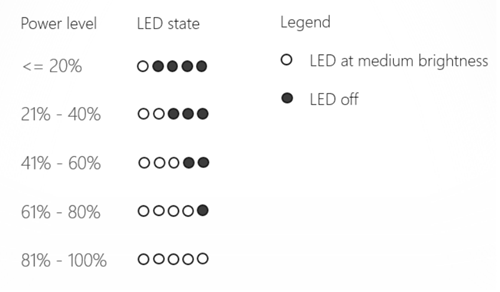 Power level LED state Legend
<= 20% LED at medium brightness
LED off
21% - 40%
41% - 60%
61% - 80%
81% - 100%